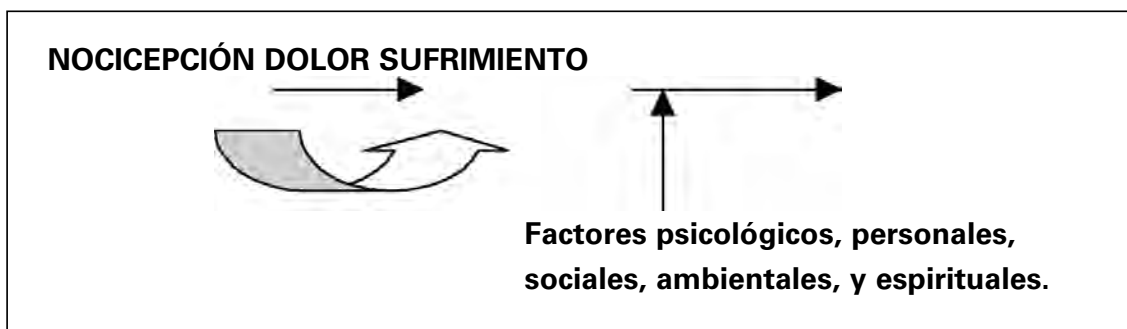 NOCICEPCIÓN DOLOR SUFRIMIENTO
Factores psicológicos, personales,
sociales, ambientales, y espirituales.